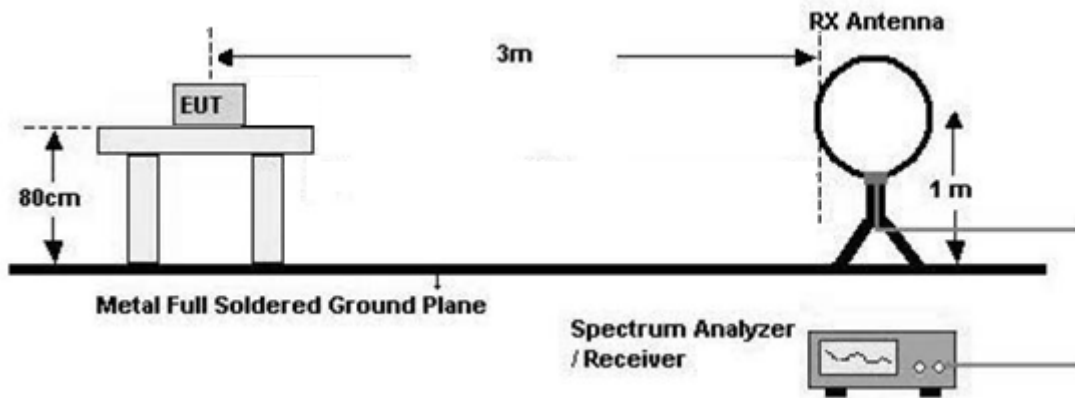 RX Antenna
3m
EUT
80cm
1 m
Metal Full Soldered Ground Plane
Spectrum Analyzer
/ Receiver